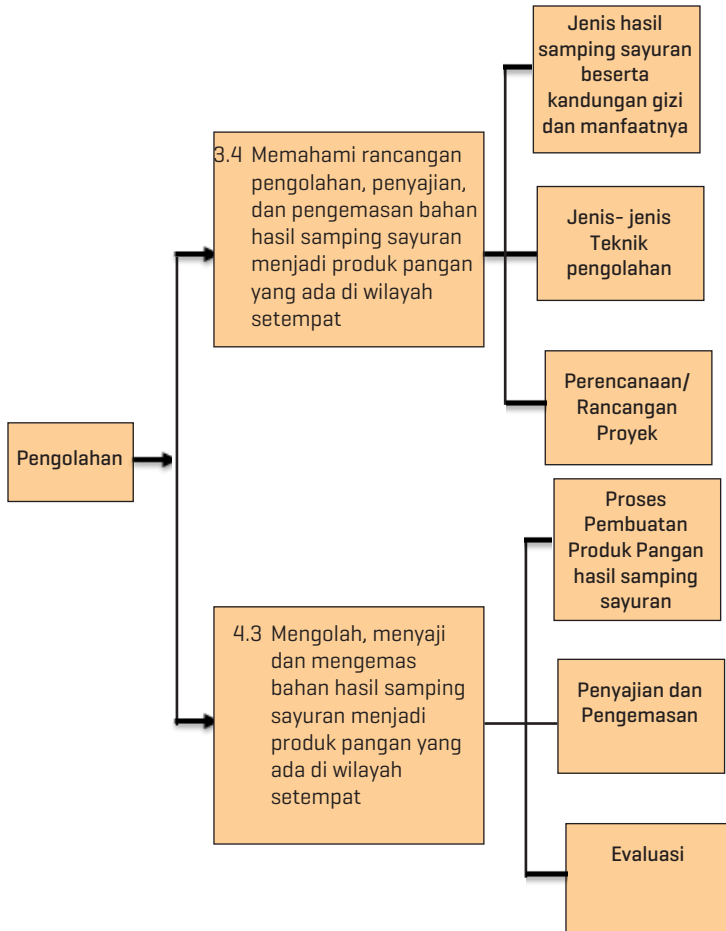 Pengolahan
3.4 Memahami rancangan
pengolahan, penyajian,
dan pengemasan bahan
hasil samping sayuran
menjadi produk pangan
yang ada di wilayah
setempat
Jenis hasil
samping sayuran
beserta
kandungan gizi
dan manfaatnya
Jenis- jenis
Teknik
pengolahan
Perencanaan/
Rancangan
Proyek
4.3 Mengolah, menyaji
dan mengemas
bahan hasil samping
sayuran menjadi
produk pangan yang
ada di wilayah
setempat
Proses
Pembuatan
Produk Pangan
hasil samping
sayuran
Penyajian dan
Pengemasan
Evaluasi